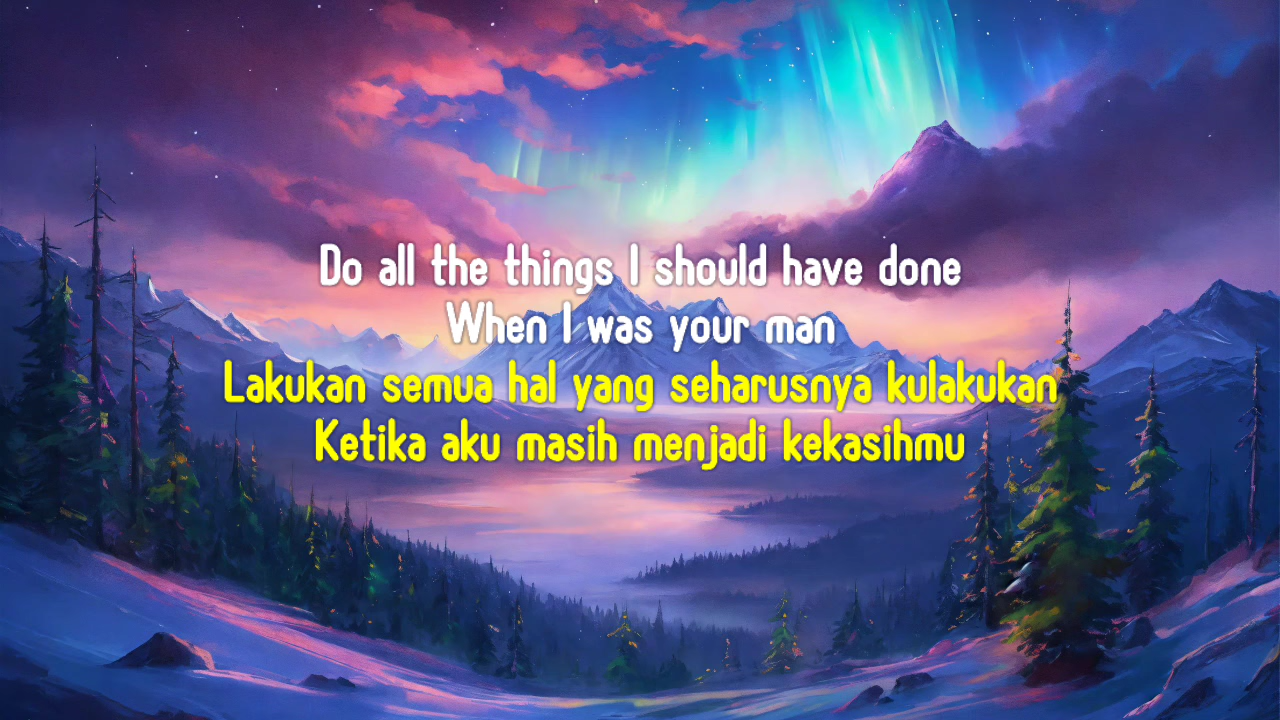 Do all the things I should have done
When I was your man
Lakukan semua hal yang seharusnya kulakukan
Ketika aku masih menjadi kekasihmu